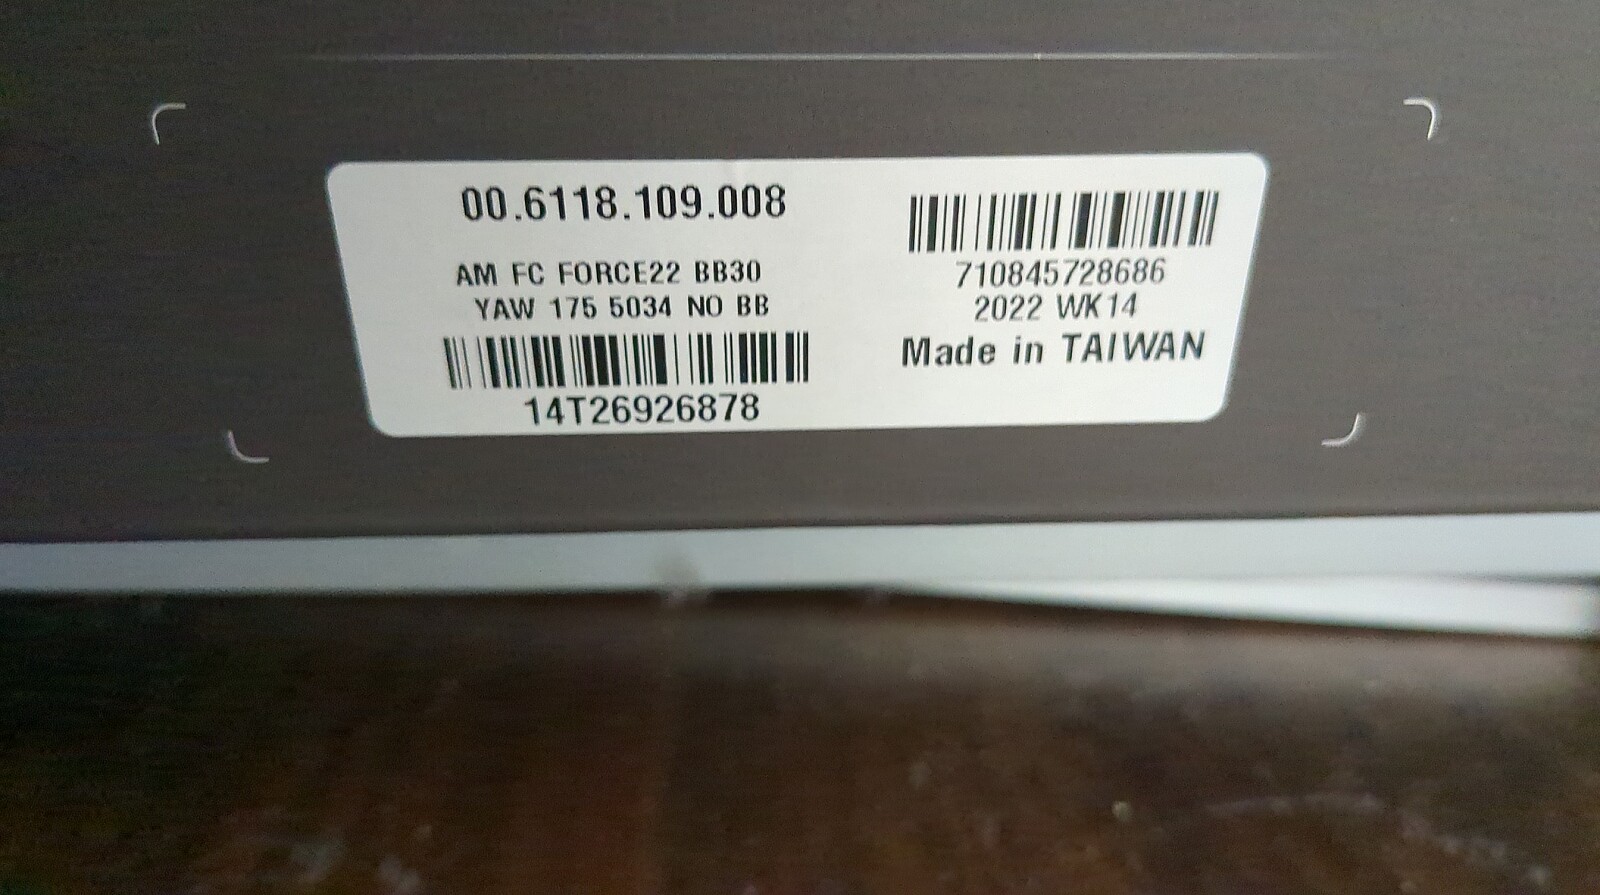 00.6118.109.008
AM FC FORCE22 BB30
YAW 175 5034 NO BB
14T26926878
710845728686
2022 WK14
Made in TAIWAN